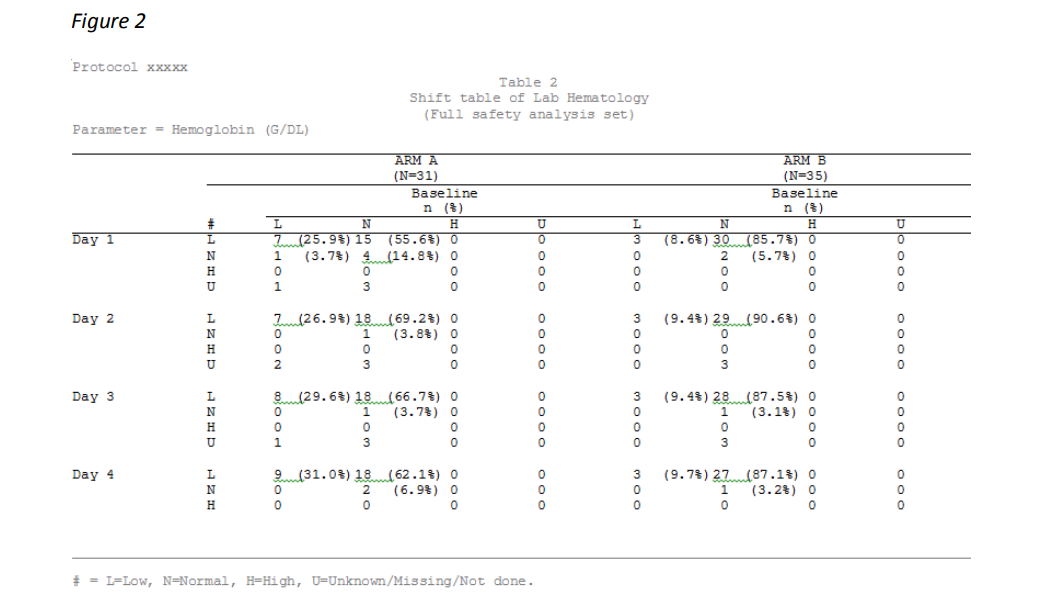 Figure 2
Protocol xxxxx
Table 2
Shift table of Lab Hematology
(Full safety analysis set)
Parameter = Hemoglobin (G/DL)
ARM A ARM B
(N=31) (N=35)
Baseline Baseline
n (%) n (%)
# L N H U L N H U
Day 1 L 7 (25.9%) 15 (55.6%) 0 0 3 (8.6%) 30 (85.7%) 0 0
N 1 (3.7%) 4 (14.8%) 0 0 0 2 (5.7%) 0 0
H 0 0 0 0 0 0 0 0
U 1 3 0 0 0 0 0 0
Day 2 L 7 (26.9%) 18 (69.2%) 0 0 3 (9.4%) 29 (90.6%) 0 0
N 0 1 (3.8%) 0 0 0 0 0 0
H 0 0 0 0 0 0 0 0
U 2 3 0 0 0 3 0 0
Day 3 L 8 (29.6%) 18 (66.7%) 0 0 3 (9.4%) 28 (87.5%) 0 0
N 0 1 (3.7%) 0 0 0 1 (3.1%) 0 0
H 0 0 0 0 0 0 0 0
U 1 3 0 0 0 3 0 0
Day 4 L 9 (31.0%) 18 (62.1%) 0 0 3 (9.7%) 27 (87.1%) 0 0
N 0 2 (6.9%) 0 0 0 1 (3.2%) 0 0
H 0 0 0 0 0 0 0 0
# = L=Low, N=Normal, H=High, U=Unknown/Missing/Not done.